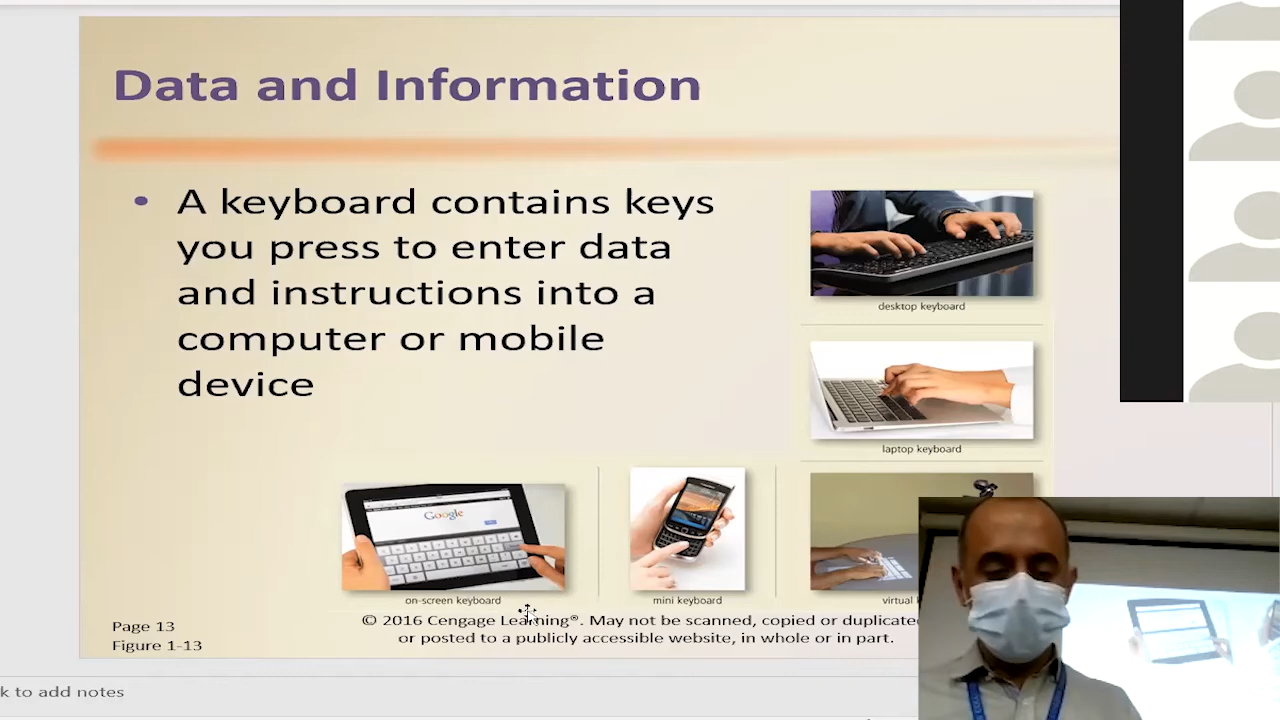 Data and Information
• A keyboard contains keys
you press to enter data
and instructions into a
computer or mobile
device
desktop keyboard
laptop keyboard
Google
on-screen keyboard
mini keyboard
virtual
© 2016 Cengage Learning®. May not be scanned, copied or duplicated
or posted to a publicly accessible website, in whole or in part.
Page 13
Figure 1-13
k to add notes